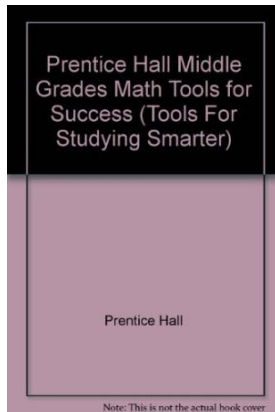 Prentice Hall Middle
Grades Math Tools for
Success (Tools For
Studying Smarter)
Prentice Hall
Note: This is not the actual book cover